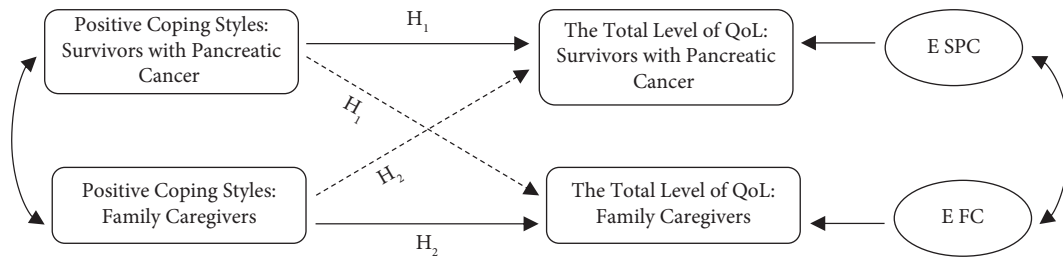 Positive Coping Styles:
Survivors with Pancreatic
Cancer
H₁
The Total Level of QoL:
Survivors with Pancreatic
Cancer
E SPC
H₁
H₂
Positive Coping Styles:
Family Caregivers
H₂
The Total Level of QoL:
Family Caregivers
E FC